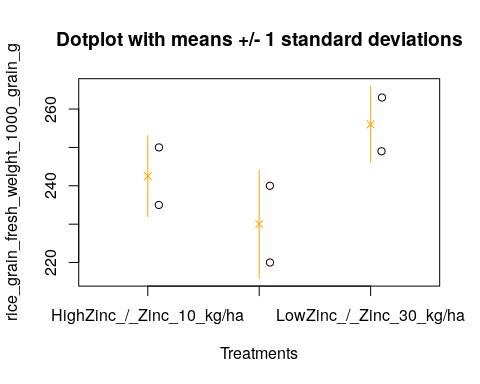 Dotplot with means +/- 1 standard deviations
rice_grain_fresh_weight_1000_grain_g
260
240
220
HighZinc_/_Zinc_10_kg/ha LowZinc_/_Zinc_30_kg/ha
Treatments